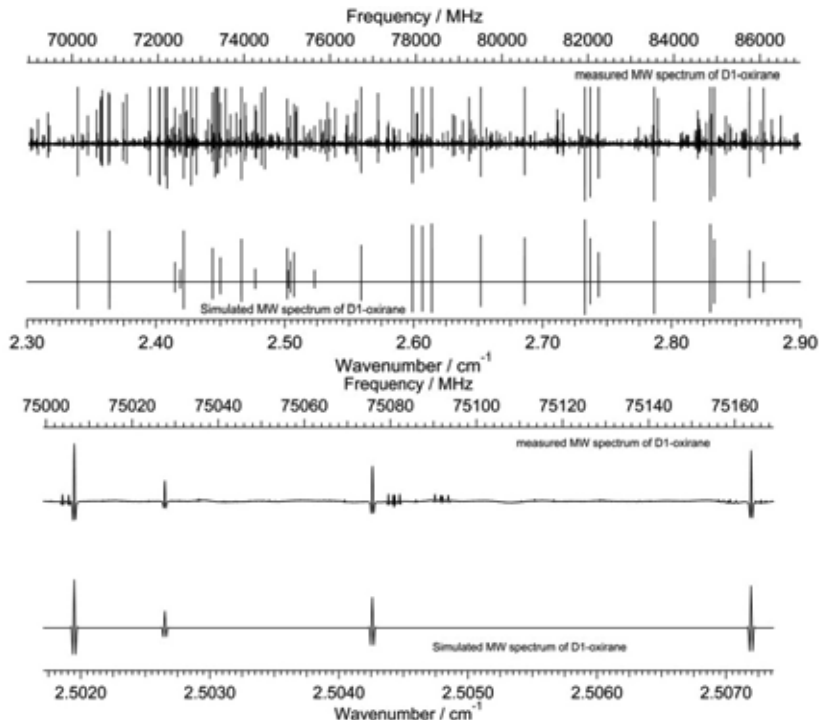 Frequency / MHz
70000 72000 74000 76000 78000 80000 82000 84000 86000
measured MW spectrum of D1-oxirane
Simulated MW spectrum of D1-oxirane
2.30 2.40 2.50 2.60 2.70 2.80 2.90
Wavenumber / cm⁻¹
Frequency / MHz
75000 75020 75040 75060 75080 75100 75120 75140 75160
measured MW spectrum of D1-oxirane
Simulated MW spectrum of D1-oxirane
2.5020 2.5030 2.5040 2.5050 2.5060 2.5070
Wavenumber / cm⁻¹